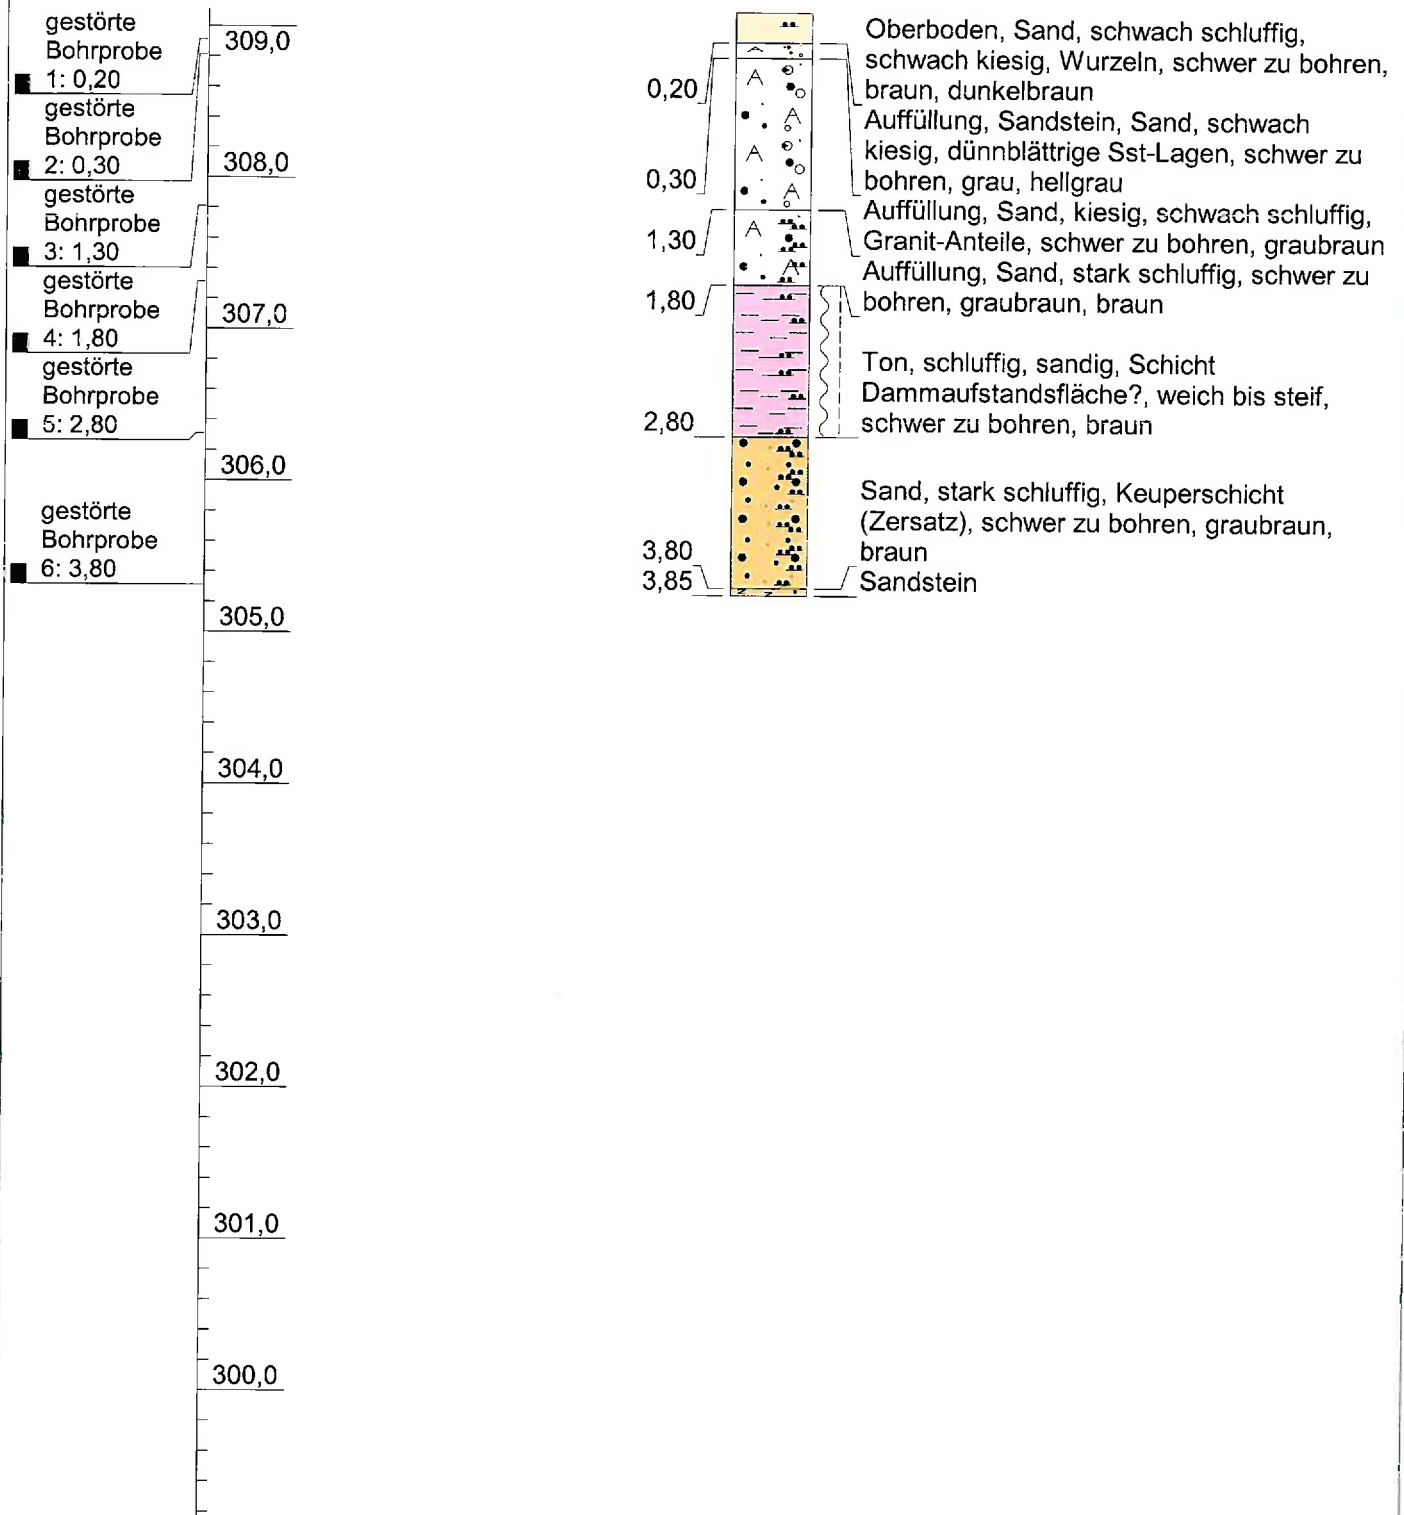 gestörte
Bohrprobe
1: 0,20
gestörte
Bohrprobe
2: 0,30
gestörte
Bohrprobe
3: 1,30
gestörte
Bohrprobe
4: 1,80
gestörte
Bohrprobe
5: 2,80
gestörte
Bohrprobe
6: 3,80
309,0
308,0
307,0
306,0
305,0
304,0
303,0
302,0
301,0
300,0
0,20
0,30
1,30
1,80
2,80
3,80
3,85
A
A
A
A
A
A
Z
Z
Oberboden, Sand, schwach schluffig,
schwach kiesig, Wurzeln, schwer zu bohren,
braun, dunkelbraun
Auffüllung, Sandstein, Sand, schwach
kiesig, dünnblättrige Sst-Lagen, schwer zu
bohren, grau, hellgrau
Auffüllung, Sand, kiesig, schwach schluffig,
Granit-Anteile, schwer zu bohren, graubraun
Auffüllung, Sand, stark schluffig, schwer zu
bohren, graubraun, braun
Ton, schluffig, sandig, Schicht
Dammaufstandsfläche?, weich bis steif,
schwer zu bohren, braun
Sand, stark schluffig, Keuperschicht
(Zersatz), schwer zu bohren, graubraun,
braun
Sandstein